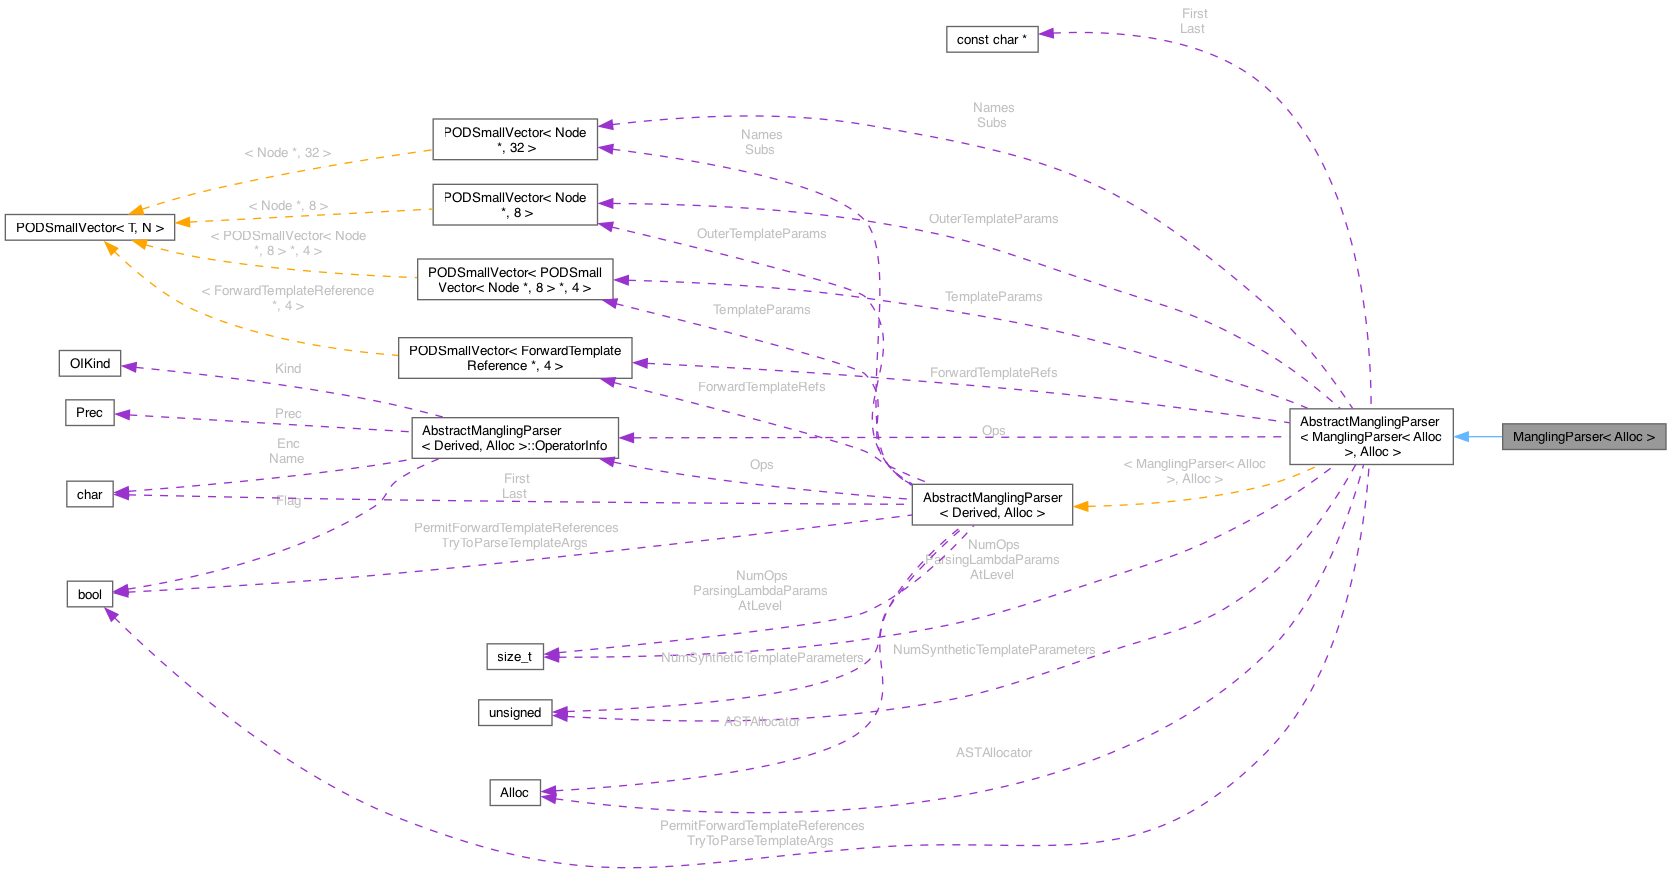 First
Last
const char *
Names
Subs
PODSmallVector< Node
*, 32 >
Names
Subs
< Node *, 32 >
PODSmallVector< Node
*, 8 >
< Node *, 8 >
OuterTemplateParams
PODSmallVector< T, N >
OuterTemplateParams
< PODSmallVector< Node
*, 8 > *, 4 >
PODSmallVector< PODSmall
Vector< Node *, 8 > *, 4 >
< ForwardTemplateReference
*, 4 >
TemplateParams
TemplateParams
PODSmallVector< ForwardTemplate
Reference *, 4 >
OIKind
Kind
ForwardTemplateRefs
ForwardTemplateRefs
Prec
Prec
AbstractManglingParser
< Derived, Alloc >::OperatorInfo
Ops
AbstractManglingParser
< ManglingParser< Alloc
>, Alloc >
ManglingParser< Alloc >
Enc
Name
Ops
< ManglingParser< Alloc
>, Alloc >
char
First
Last
Flag
AbstractManglingParser
< Derived, Alloc >
PermitForwardTemplateReferences
TryToParseTemplateArgs
NumOps
ParsingLambdaParams
AtLevel
bool
NumOps
ParsingLambdaParams
AtLevel
size_t
NumSyntheticTemplateParameters
NumSyntheticTemplateParameters
unsigned
ASTAllocator
ASTAllocator
Alloc
PermitForwardTemplateReferences
TryToParseTemplateArgs